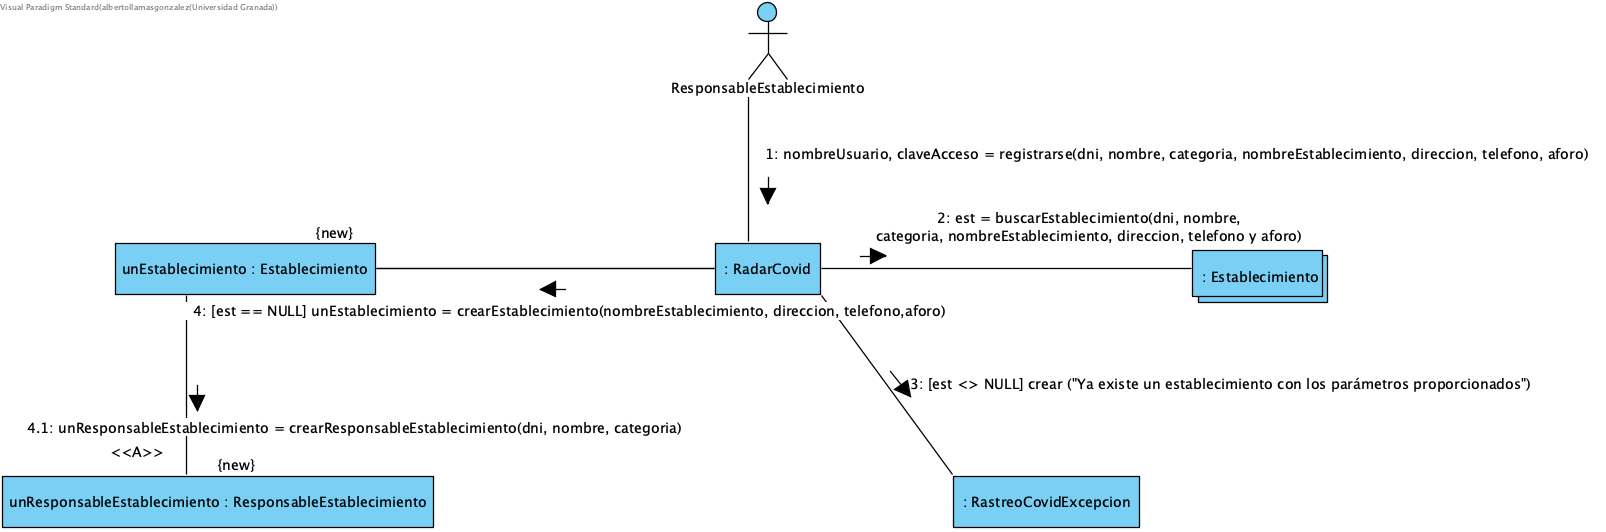 Visual Paradigm Standard(albertollamasgonzalez(Universidad Granada))
ResponsableEstablecimiento
1: nombreUsuario, claveAcceso = registrarse(dni, nombre, categoria, nombreEstablecimiento, direccion, telefono, aforo)
2: est = buscarEstablecimiento(dni, nombre,
categoria, nombreEstablecimiento, direccion, telefono y aforo)
{new}
unEstablecimiento : Establecimiento
: RadarCovid
: Establecimiento
4: [est == NULL] unEstablecimiento = crearEstablecimiento(nombreEstablecimiento, direccion, telefono,aforo)
3: [est <> NULL] crear ("Ya existe un establecimiento con los parámetros proporcionados")
4.1: unResponsableEstablecimiento = crearResponsableEstablecimiento(dni, nombre, categoria)
<<A>>
{new}
unResponsableEstablecimiento : ResponsableEstablecimiento
: RastreoCovidExcepcion